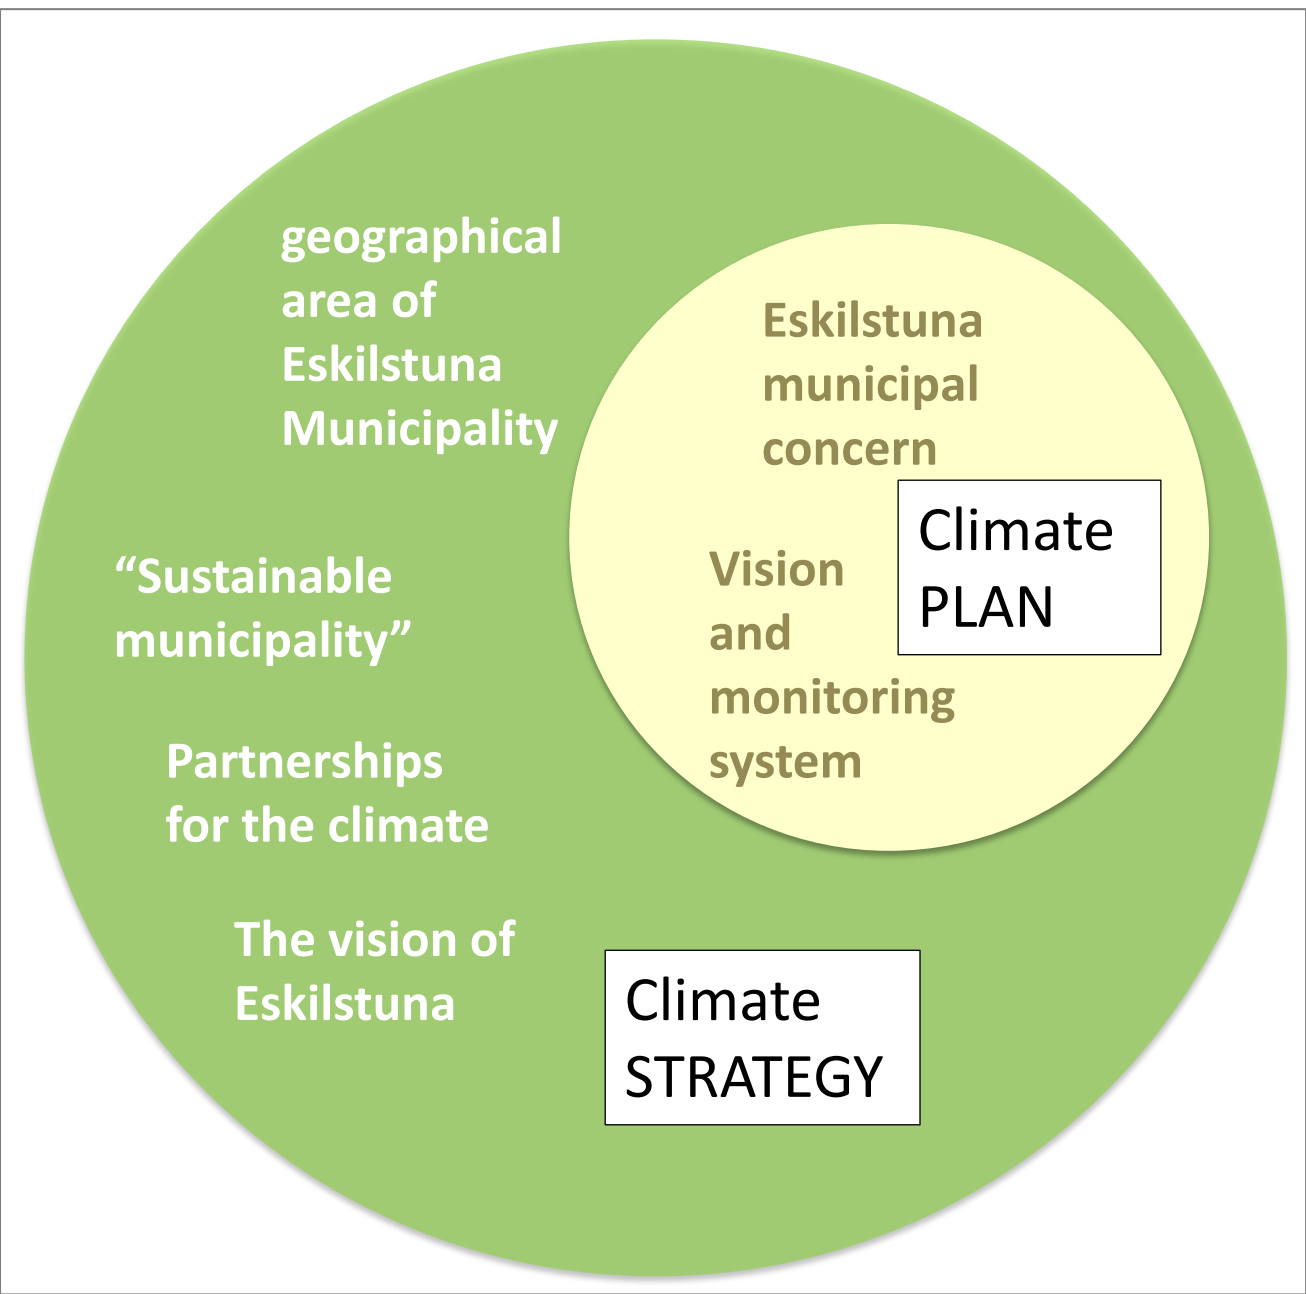 geographical
area of
Eskilstuna
Municipality
Eskilstuna
municipal
concern
Climate
PLAN
Vision
and
monitoring
system
“Sustainable
municipality”
Partnerships
for the climate
The vision of
Eskilstuna
Climate
STRATEGY